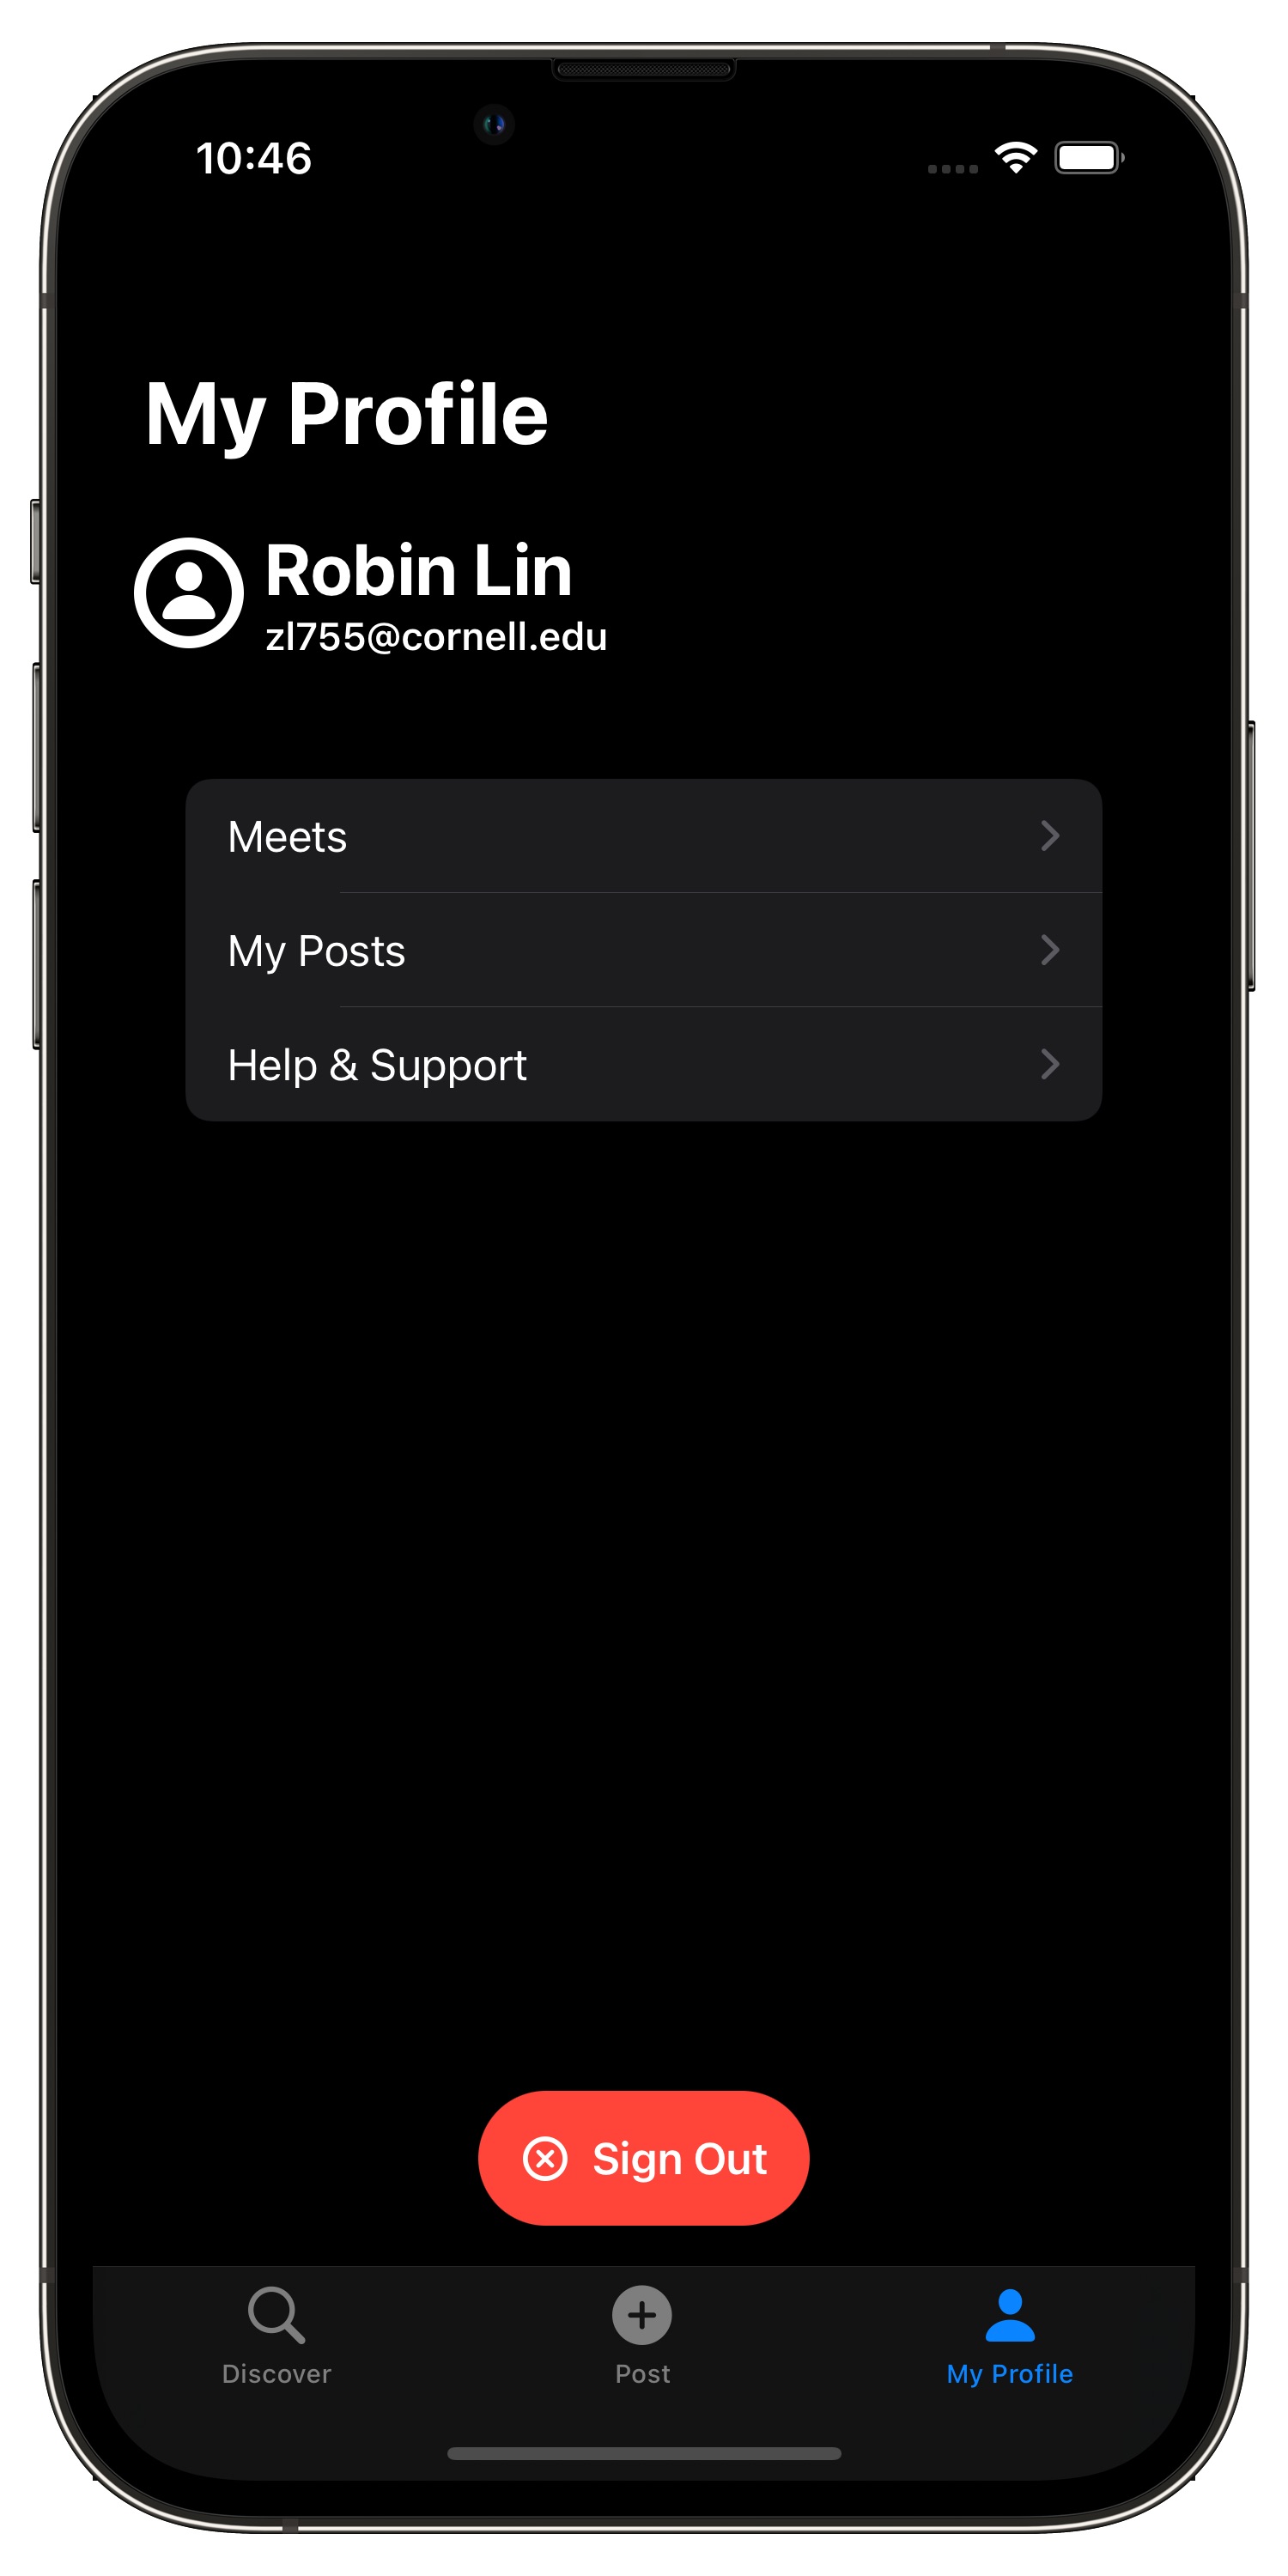 10:46
My Profile
Robin Lin
zl755@cornell.edu
Meets
My Posts
Help & Support
Sign Out
Discover
Post
My Profile